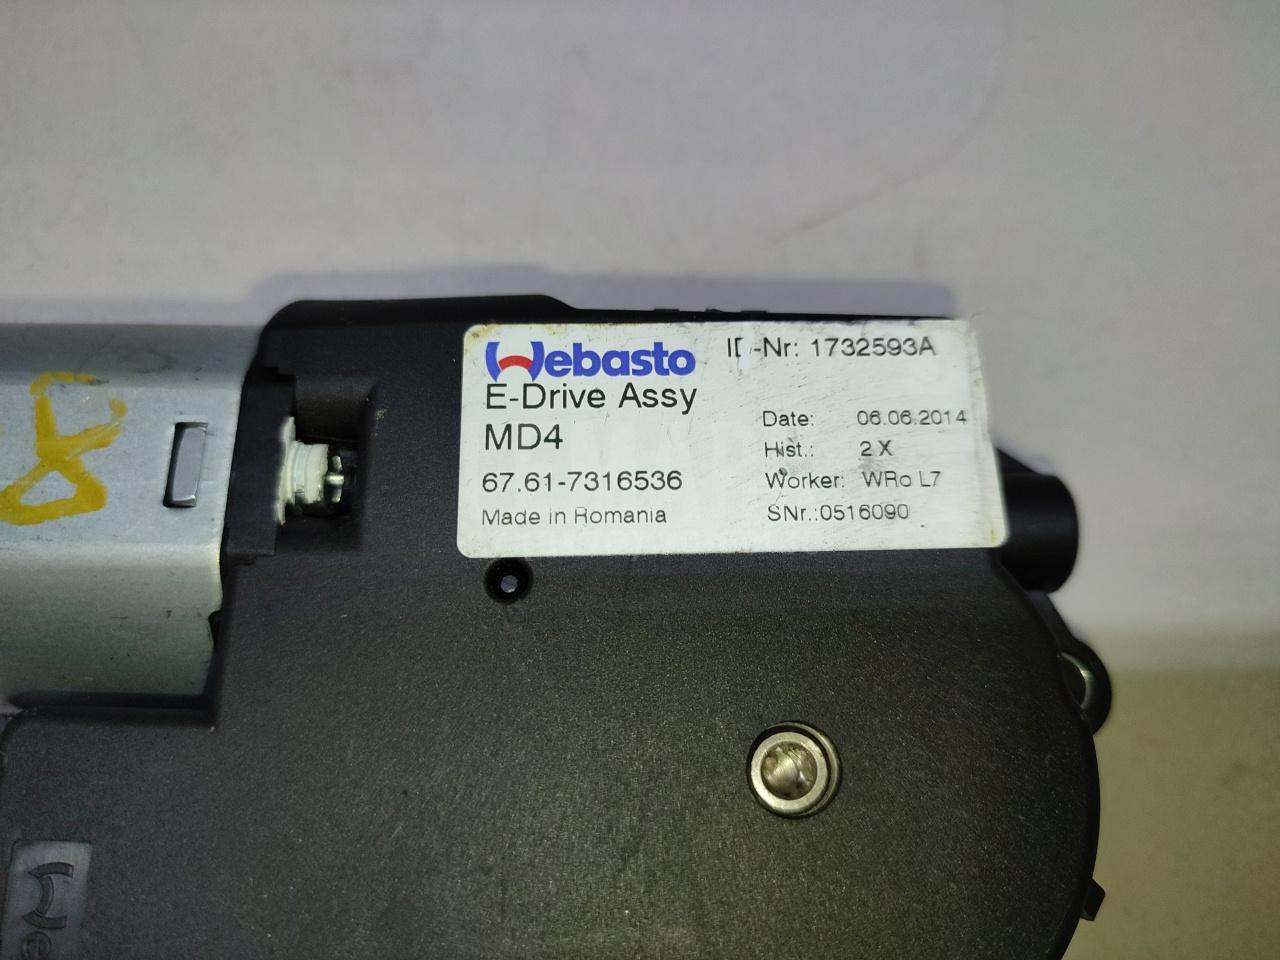 Webasto
E-Drive Assy
MD4
67.61-7316536
Made in Romania
ID-Nr: 1732593A
Date: 06.06.2014
Hist.: 2 X
Worker: WRo L7
SNr.:0516090
8